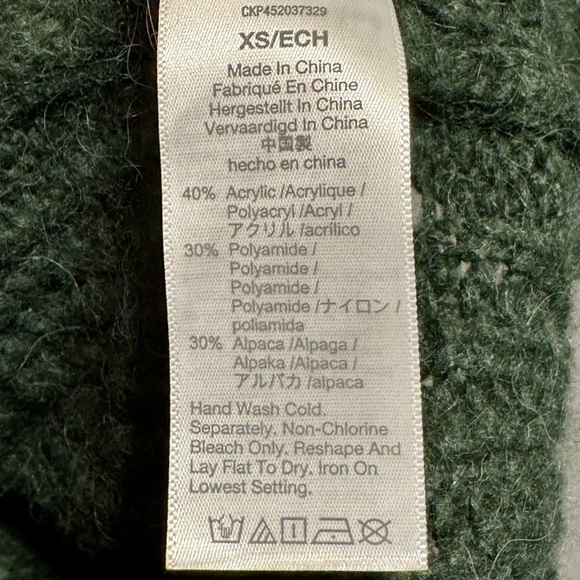 CKP452037329
XS/ECH
Made In China
Fabriqué En Chine
Hergestellt In China
Vervaardigd In China
中国製
hecho en china
40% Acrylic /Acrylique /
Polyacryl /Acryl /
アクリル /acrílico
30% Polyamide /
Polyamide /
Polyamide /
Polyamide /ナイロン /
poliamida
30% Alpaca /Alpaga /
Alpaka /Alpaca /
アルパカ /alpaca
Hand Wash Cold.
Separately. Non-Chlorine
Bleach Only. Reshape And
Lay Flat To Dry. Iron On
Lowest Setting.